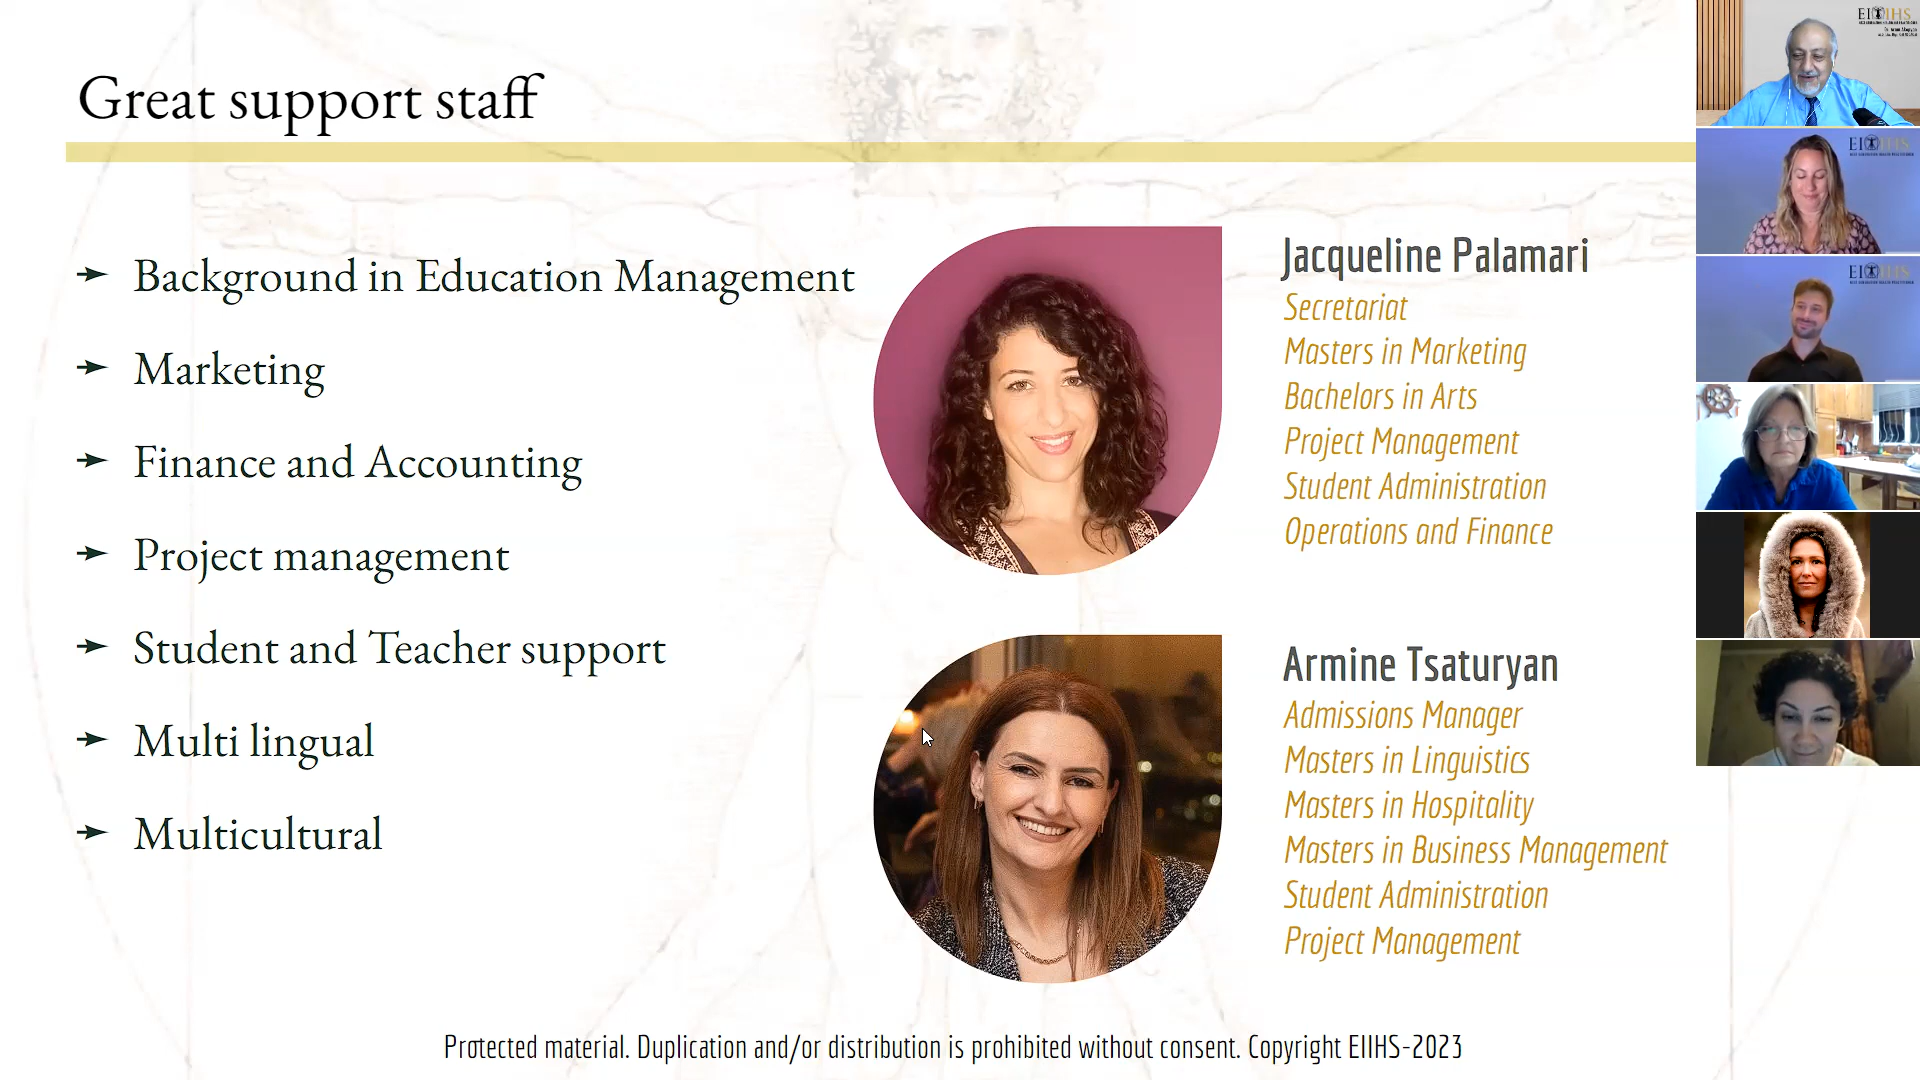 Great support staff
Background in Education Management
Marketing
Finance and Accounting
Project management
Student and Teacher support
Multi lingual
Multicultural
Jacqueline Palamari
Secretariat
Masters in Marketing
Bachelors in Arts
Project Management
Student Administration
Operations and Finance
Armine Tsaturyan
Admissions Manager
Masters in Linguistics
Masters in Hospitality
Masters in Business Management
Student Administration
Project Management
Protected material. Duplication and/or distribution is prohibited without consent. Copyright EIIHS-2023